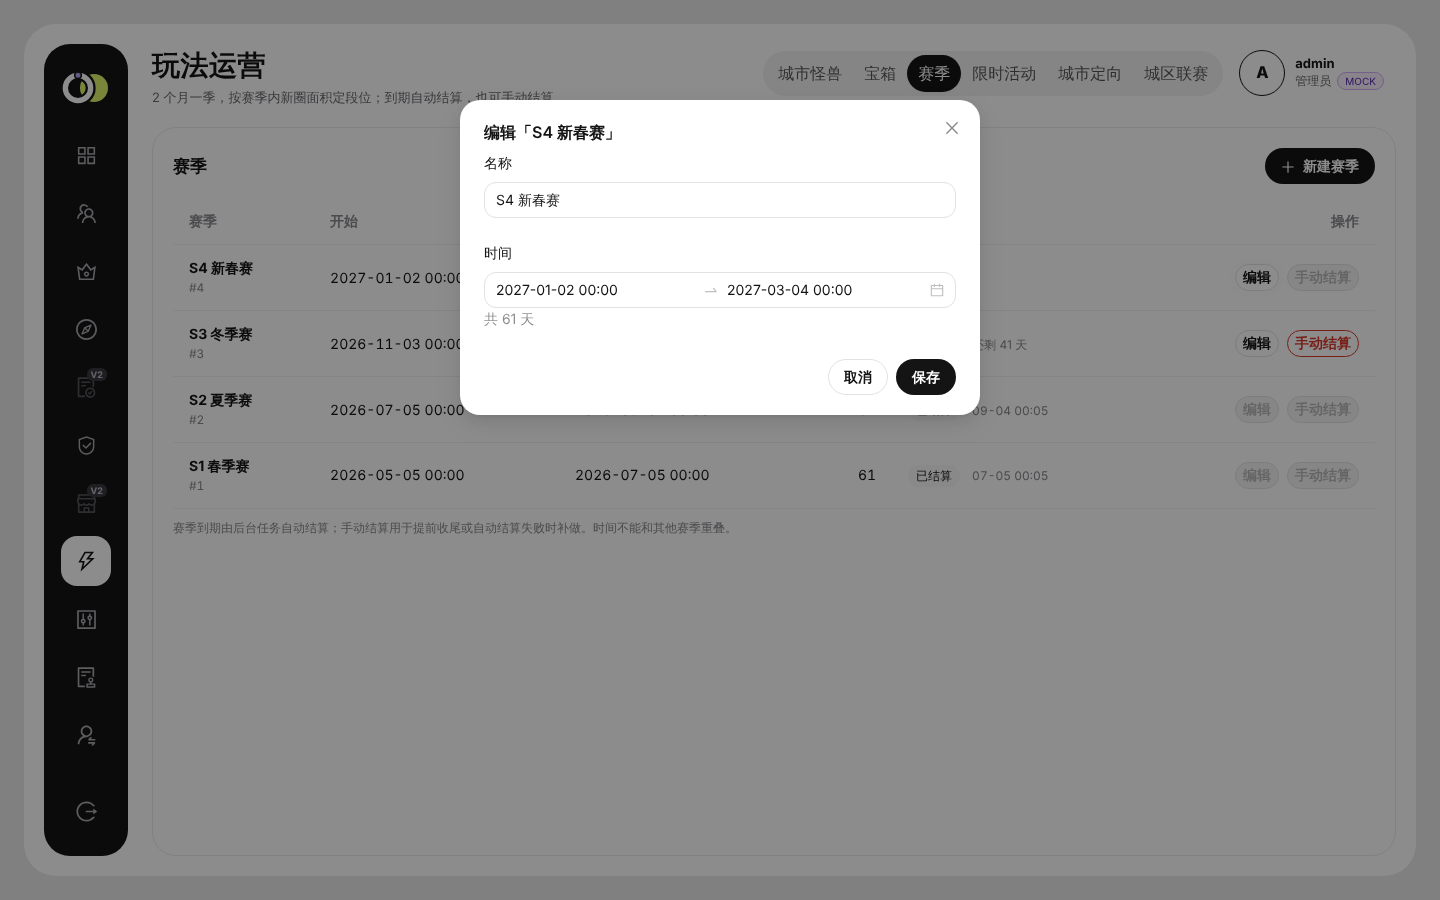 玩法运营
2 个月一季，按赛季内新圈面积定段位；到期自动结算，也可手动结算
城市怪兽
宝箱
赛季
限时活动
城市定向
城区联赛
A
admin
管理员
MOCK
V2
V2
赛季
新建赛季
赛季
开始
操作
S4 新春赛
#4
2027-01-02 00:00
编辑
手动结算
S3 冬季赛
#3
2026-11-03 00:00
还剩 41 天
编辑
手动结算
S2 夏季赛
#2
2026-07-05 00:00
09-04 00:05
编辑
手动结算
S1 春季赛
#1
2026-05-05 00:00
2026-07-05 00:00
61
已结算
07-05 00:05
编辑
手动结算
赛季到期由后台任务自动结算；手动结算用于提前收尾或自动结算失败时补做。时间不能和其他赛季重叠。
编辑「S4 新春赛」
名称
S4 新春赛
时间
2027-01-02 00:00
2027-03-04 00:00
共 61 天
取消
保存